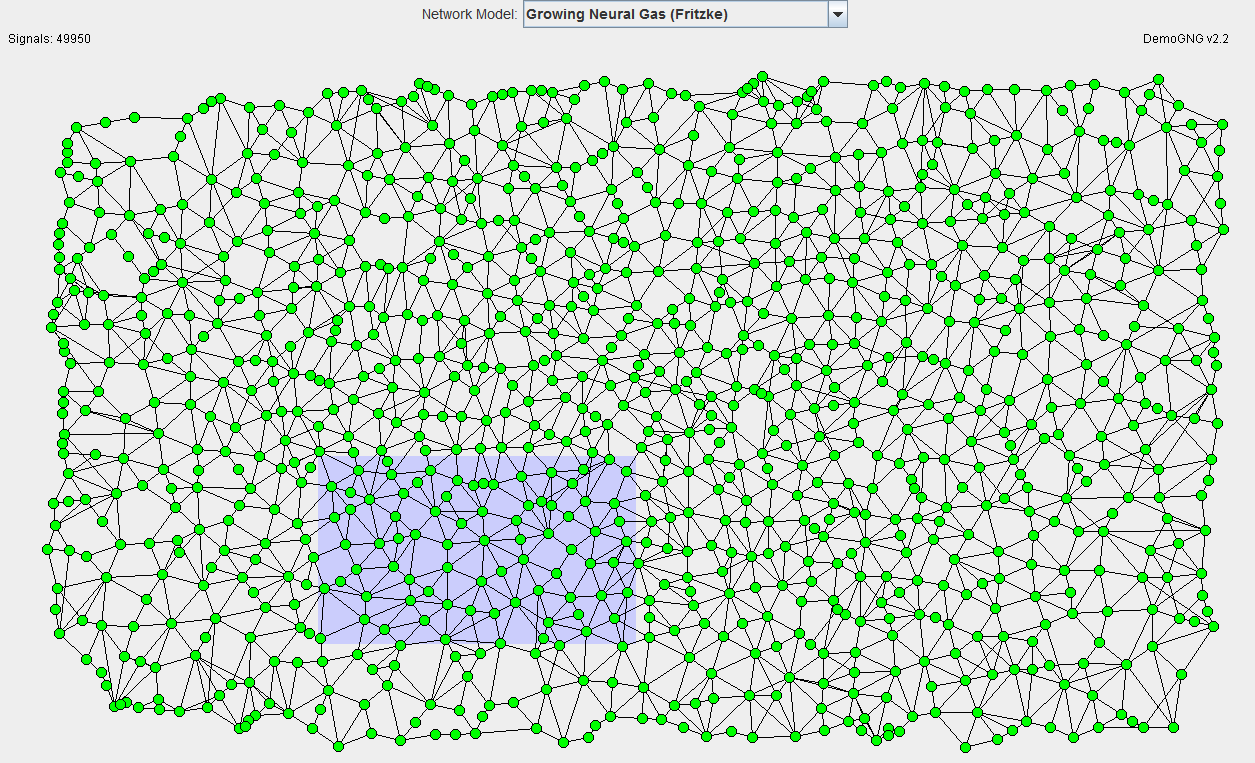 Network Model: Growing Neural Gas (Fritzke)
Signals: 49950 DemoGNG v2.2